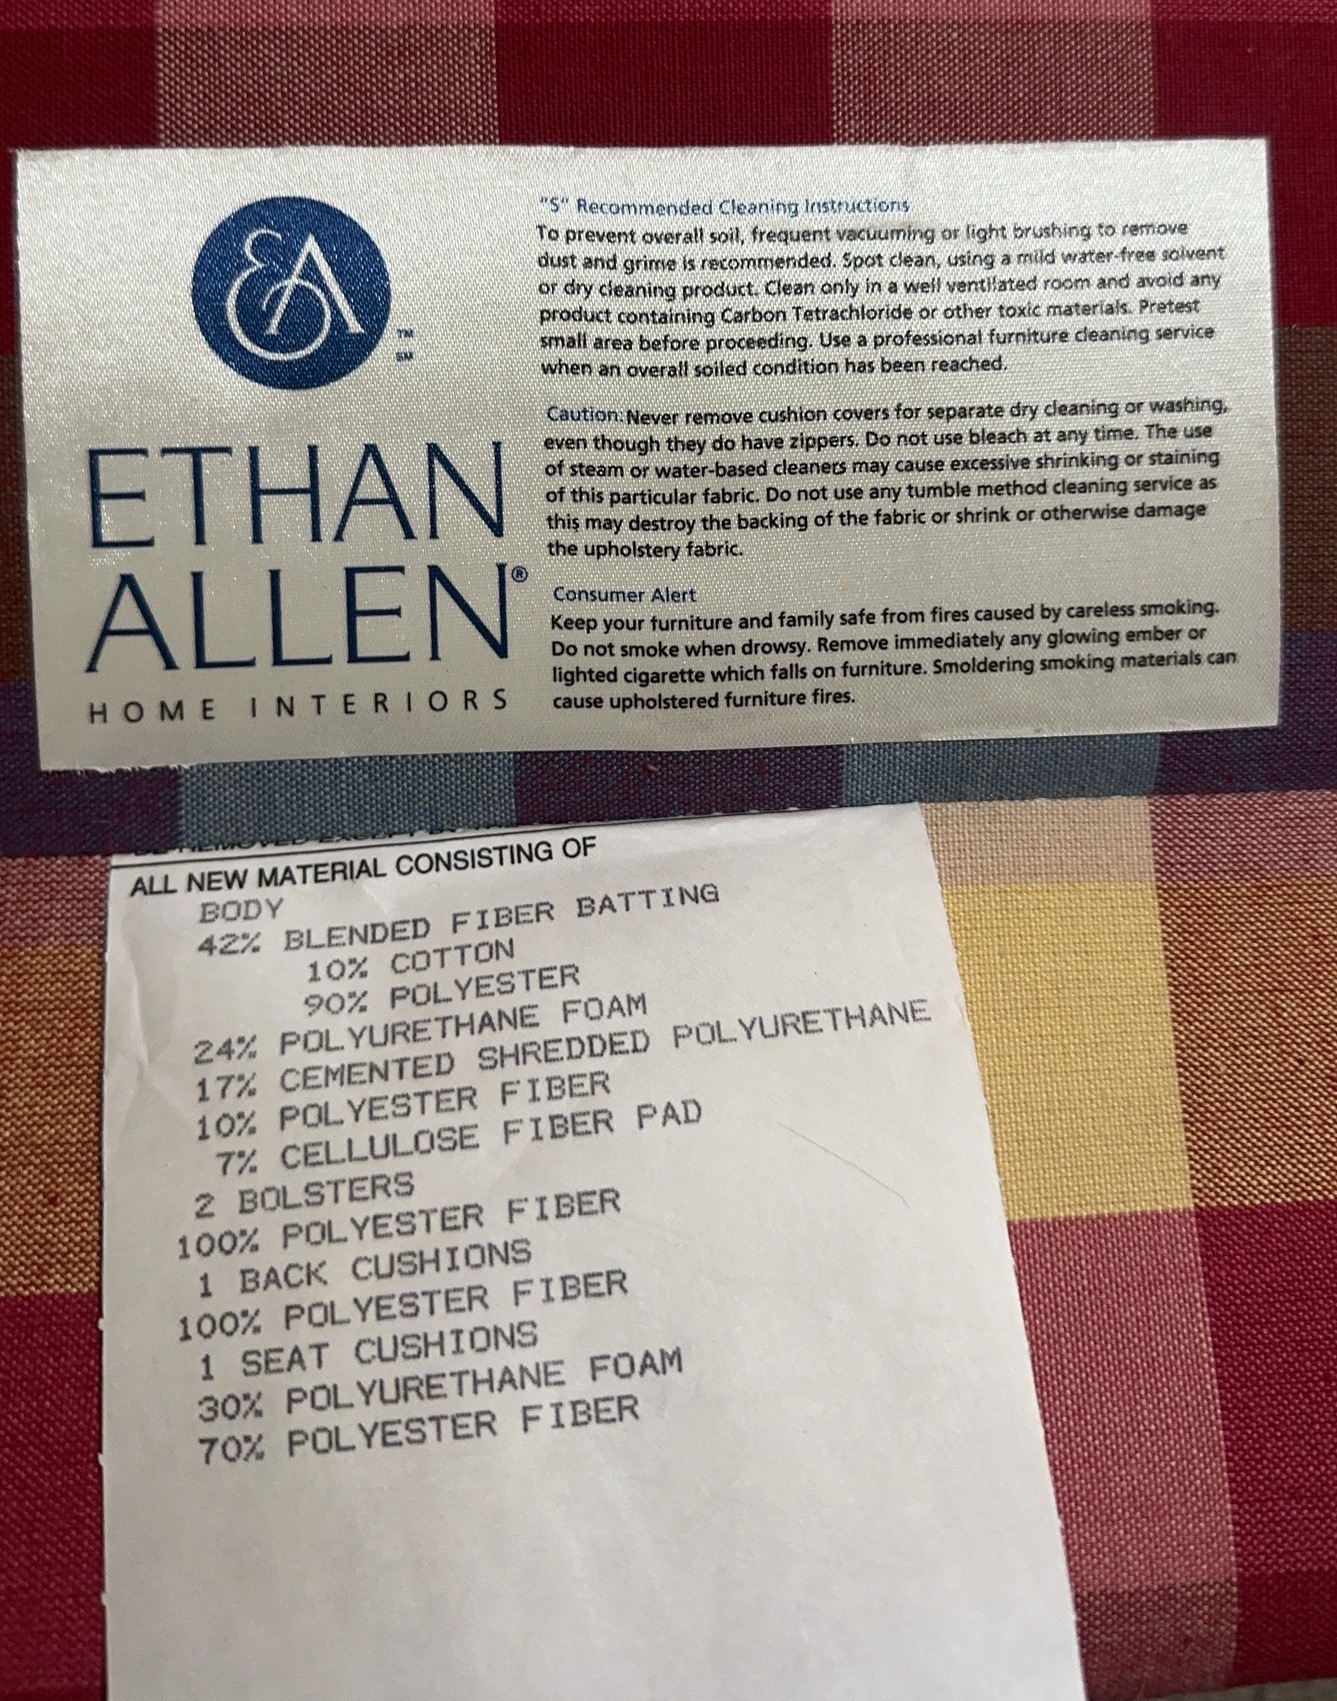 EA
™
SM
ETHAN
ALLEN®
HOME INTERIORS
"S" Recommended Cleaning Instructions
To prevent overall soil, frequent vacuuming or light brushing to remove
dust and grime is recommended. Spot clean, using a mild water-free solvent
or dry cleaning product. Clean only in a well ventilated room and avoid any
product containing Carbon Tetrachloride or other toxic materials. Pretest
small area before proceeding. Use a professional furniture cleaning service
when an overall soiled condition has been reached.
Caution: Never remove cushion covers for separate dry cleaning or washing,
even though they do have zippers. Do not use bleach at any time. The use
of steam or water-based cleaners may cause excessive shrinking or staining
of this particular fabric. Do not use any tumble method cleaning service as
this may destroy the backing of the fabric or shrink or otherwise damage
the upholstery fabric.
Consumer Alert
Keep your furniture and family safe from fires caused by careless smoking.
Do not smoke when drowsy. Remove immediately any glowing ember or
lighted cigarette which falls on furniture. Smoldering smoking materials can
cause upholstered furniture fires.
REMOVED EXCEPT
ALL NEW MATERIAL CONSISTING OF
BODY
42% BLENDED FIBER BATTING
10% COTTON
90% POLYESTER
24% POLYURETHANE FOAM
17% CEMENTED SHREDDED POLYURETHANE
10% POLYESTER FIBER
7% CELLULOSE FIBER PAD
2 BOLSTERS
100% POLYESTER FIBER
1 BACK CUSHIONS
100% POLYESTER FIBER
1 SEAT CUSHIONS
30% POLYURETHANE FOAM
70% POLYESTER FIBER